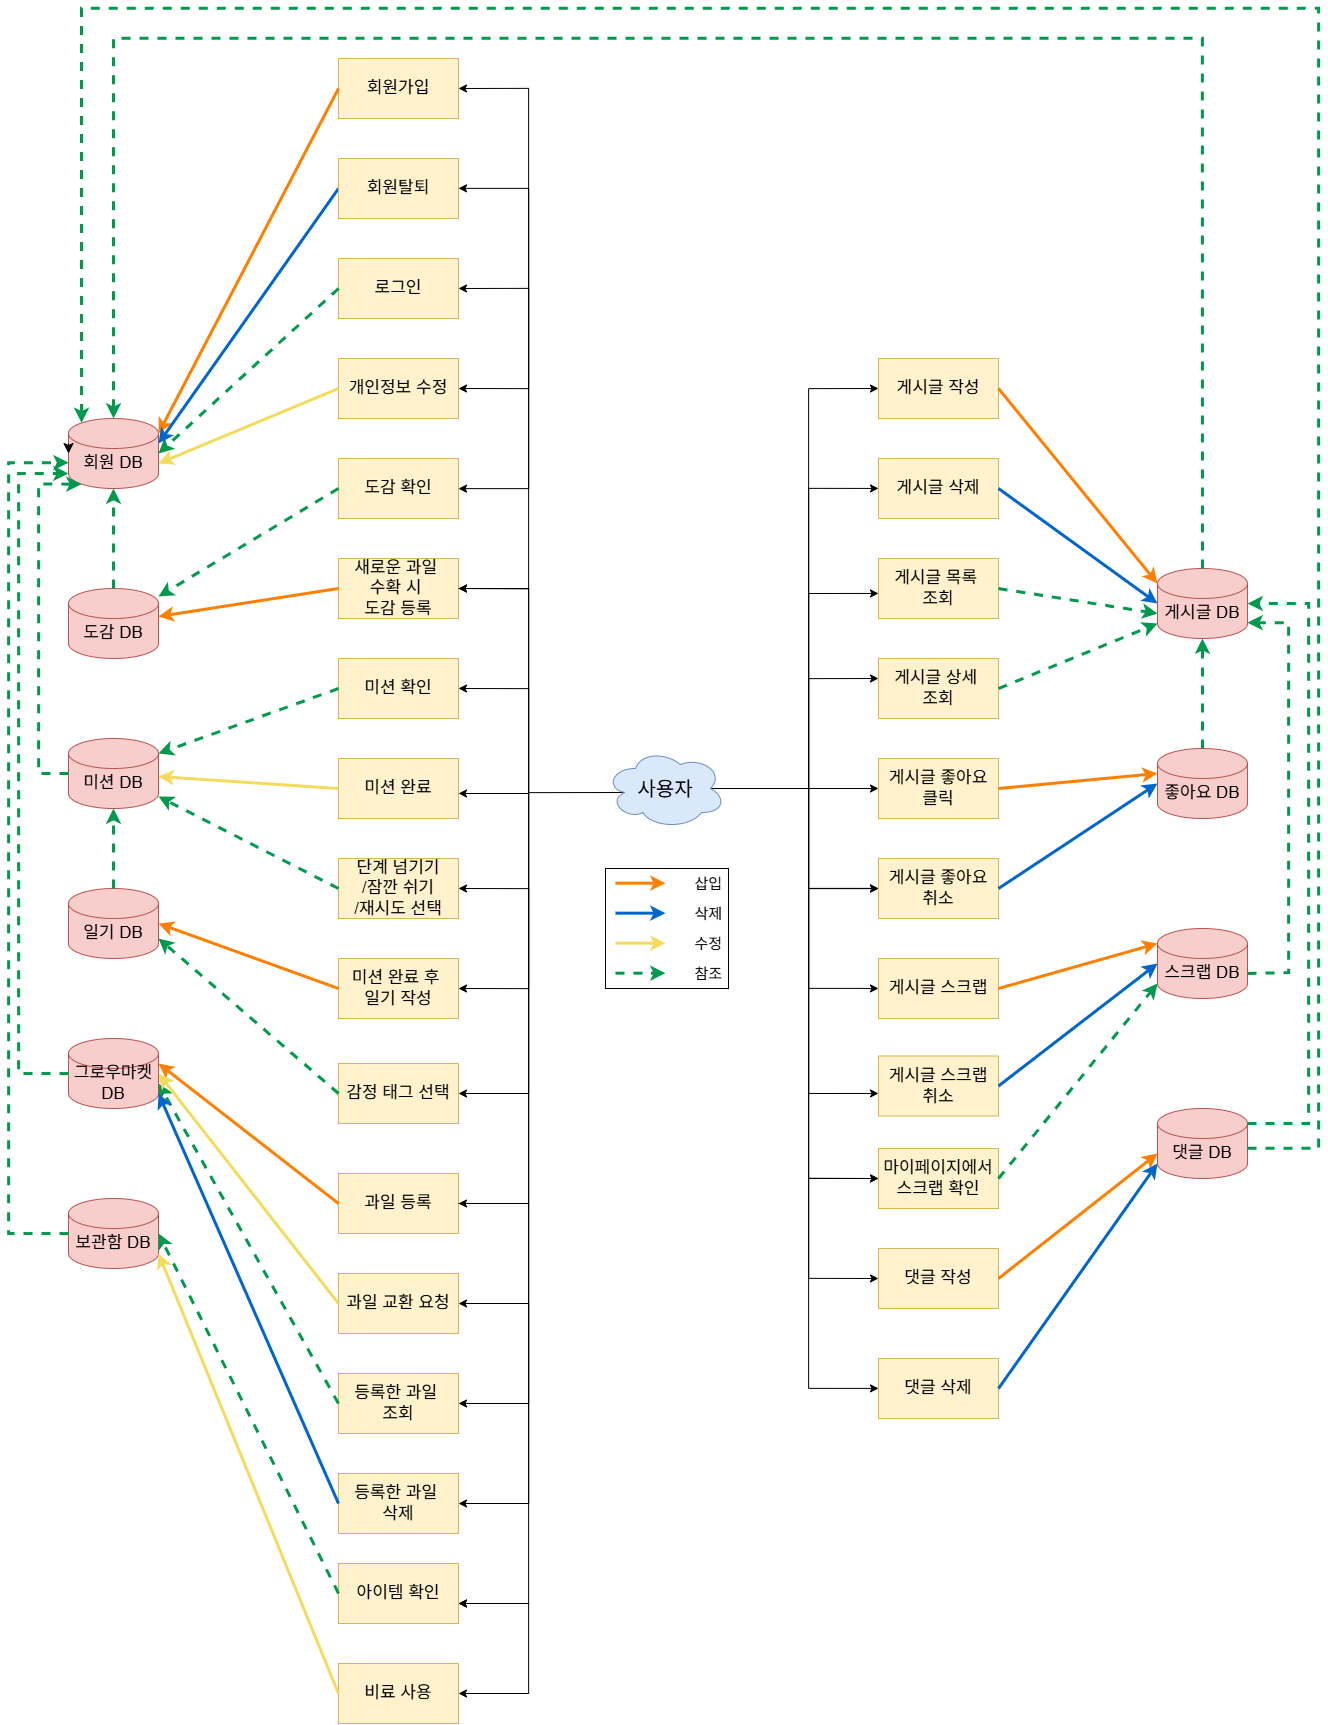 회원가입
회원탈퇴
로그인
개인정보 수정
도감 확인
새로운 과일
수확 시
도감 등록
미션 확인
미션 완료
단계 넘기기
/잠깐 쉬기
/재시도 선택
미션 완료 후
일기 작성
감정 태그 선택
과일 등록
과일 교환 요청
등록한 과일
조회
등록한 과일
삭제
아이템 확인
비료 사용
회원 DB
도감 DB
미션 DB
일기 DB
그로우마켓
DB
보관함 DB
사용자
삽입
삭제
수정
참조
게시글 작성
게시글 삭제
게시글 목록
조회
게시글 상세
조회
게시글 좋아요
클릭
게시글 좋아요
취소
게시글 스크랩
게시글 스크랩
취소
마이페이지에서
스크랩 확인
댓글 작성
댓글 삭제
게시글 DB
좋아요 DB
스크랩 DB
댓글 DB